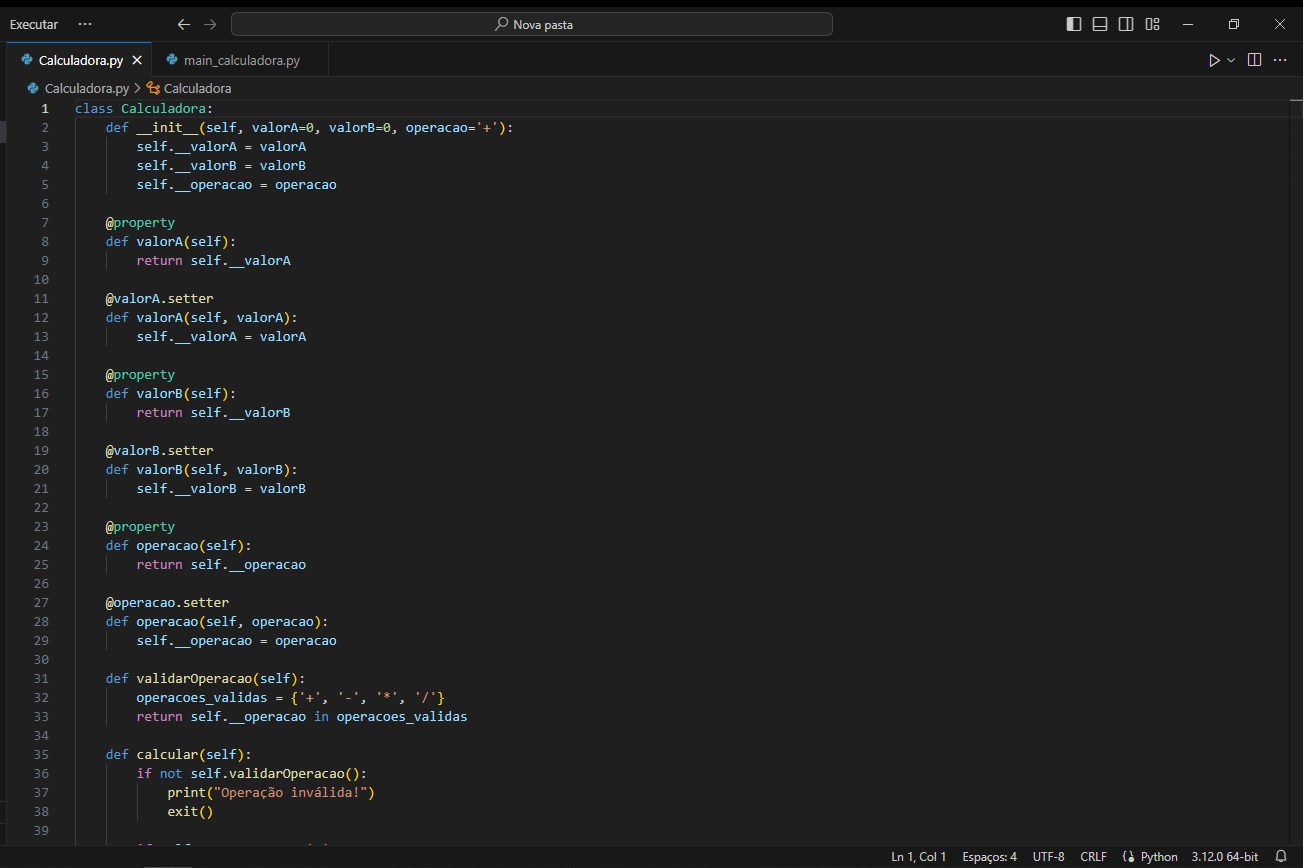 Executar ··· Nova pasta
Calculadora.py main_calculadora.py
Calculadora.py > Calculadora
1 class Calculadora:
2     def __init__(self, valorA=0, valorB=0, operacao='+'):
3         self.__valorA = valorA
4         self.__valorB = valorB
5         self.__operacao = operacao
6
7     @property
8     def valorA(self):
9         return self.__valorA
10
11     @valorA.setter
12     def valorA(self, valorA):
13         self.__valorA = valorA
14
15     @property
16     def valorB(self):
17         return self.__valorB
18
19     @valorB.setter
20     def valorB(self, valorB):
21         self.__valorB = valorB
22
23     @property
24     def operacao(self):
25         return self.__operacao
26
27     @operacao.setter
28     def operacao(self, operacao):
29         self.__operacao = operacao
30
31     def validarOperacao(self):
32         operacoes_validas = {'+', '-', '*', '/'}
33         return self.__operacao in operacoes_validas
34
35     def calcular(self):
36         if not self.validarOperacao():
37             print("Operação inválida!")
38             exit()
39
Ln 1, Col 1 Espaços: 4 UTF-8 CRLF Python 3.12.0 64-bit